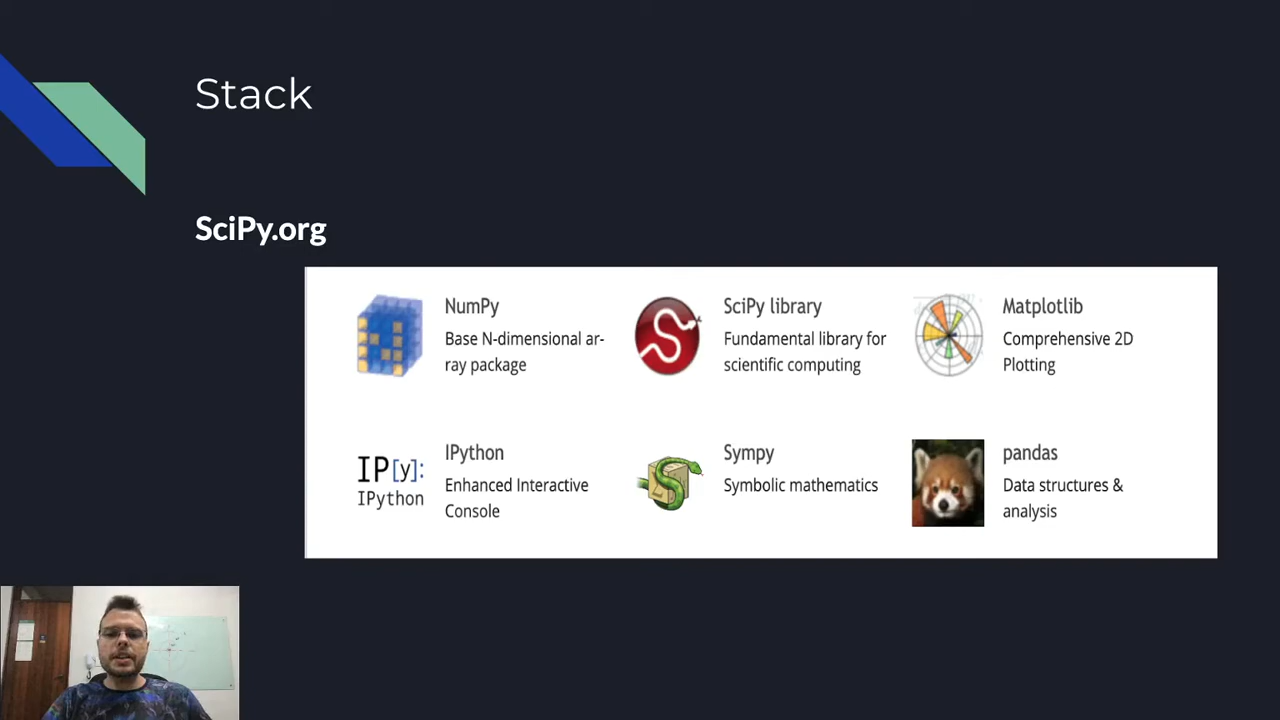 Stack
SciPy.org
NumPy
Base N-dimensional ar-
ray package
SciPy library
Fundamental library for
scientific computing
Matplotlib
Comprehensive 2D
Plotting
IP[y]:
IPython
IPython
Enhanced Interactive
Console
Sympy
Symbolic mathematics
pandas
Data structures &
analysis